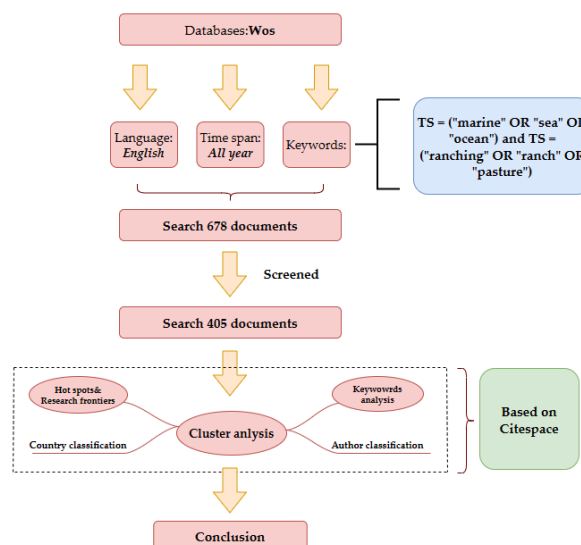 Databases:Wos
Language:
English
Time span:
All year
Keywords:
TS = ("marine" OR "sea" OR
"ocean") and TS =
("ranching" OR "ranch" OR
"pasture")
Search 678 documents
Screened
Search 405 documents
Hot spots&
Research frontiers
Keywowrds
analysis
Cluster anlysis
Country classification
Author classification
Based on
Citespace
Conclusion